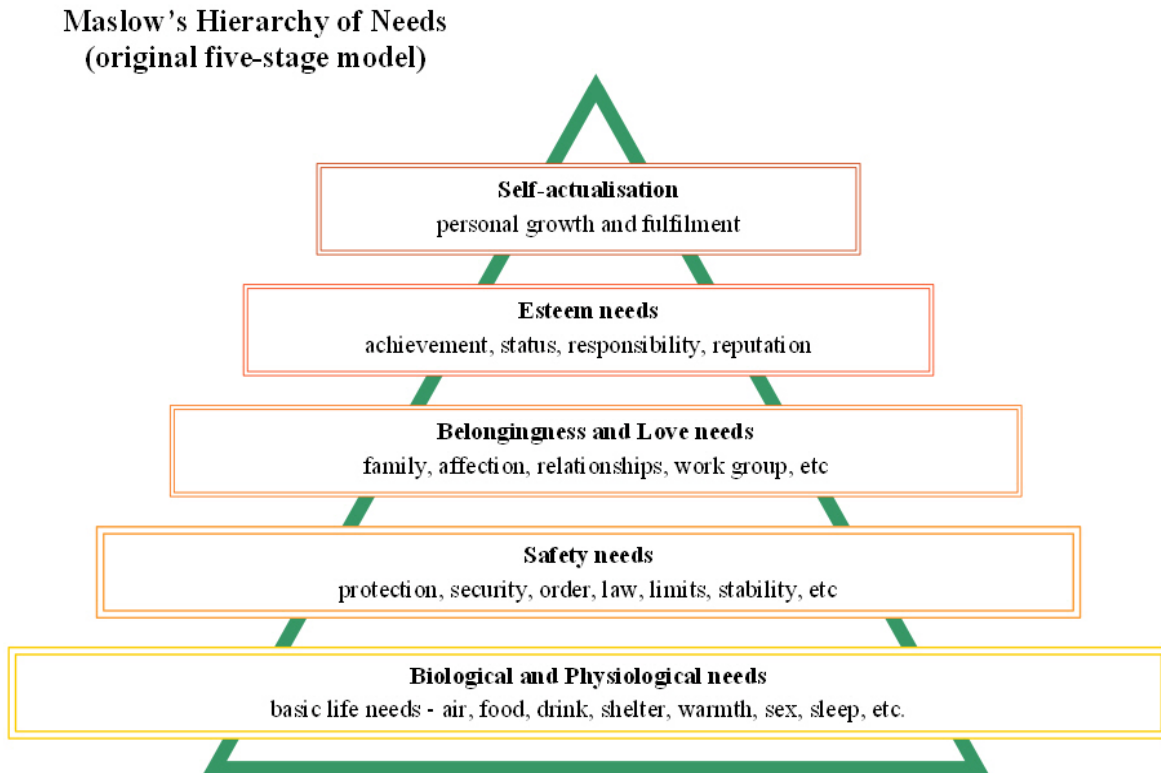 Maslow's Hierarchy of Needs
(original five-stage model)
Self-actualisation
personal growth and fulfilment
Esteem needs
achievement, status, responsibility, reputation
Belongingness and Love needs
family, affection, relationships, work group, etc
Safety needs
protection, security, order, law, limits, stability, etc
Biological and Physiological needs
basic life needs - air, food, drink, shelter, warmth, sex, sleep, etc.